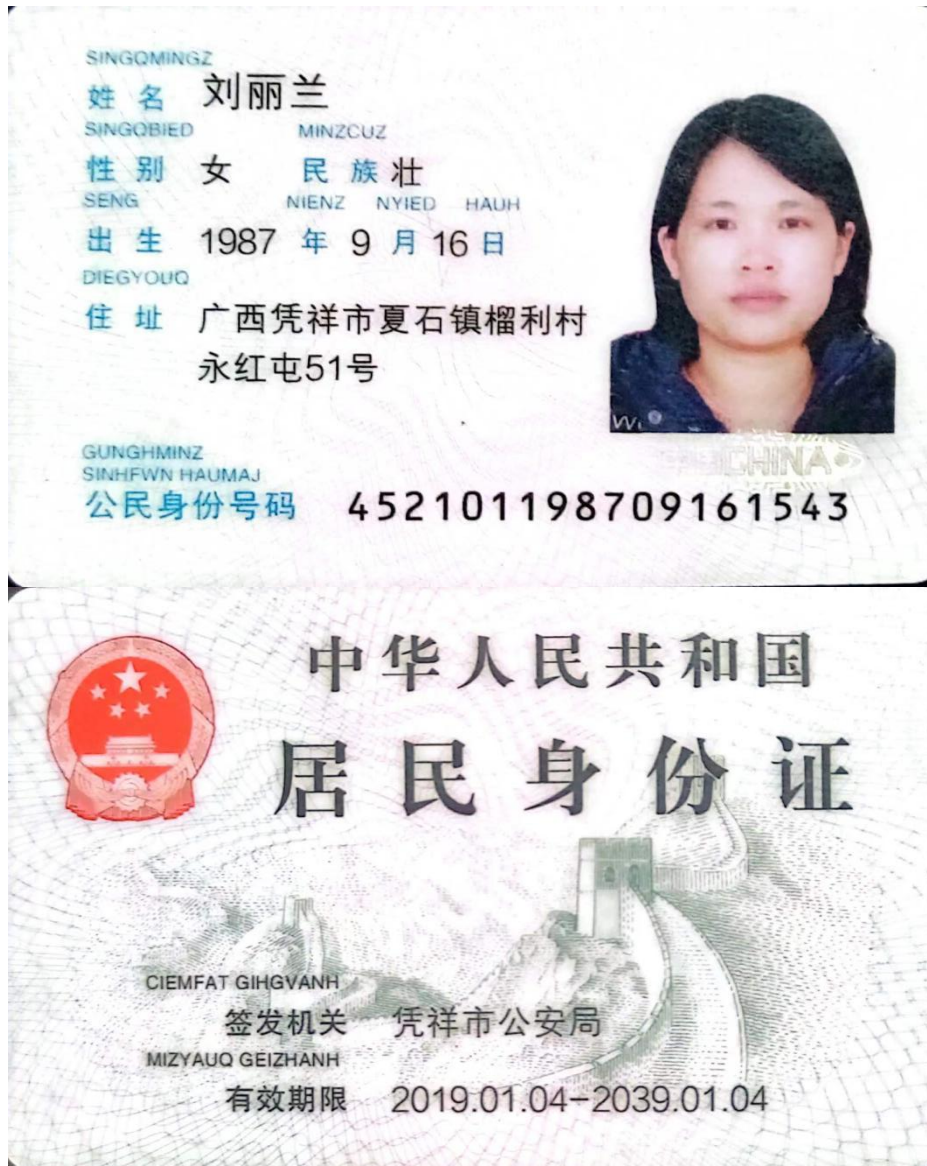 SINGQMINGZ
姓 名 刘丽兰
SINGQBIED MINZCUZ
性 别 女 民 族 壮
SENG NIENZ NYIED HAUH
出 生 1987 年 9 月 16 日
DIEGYOUQ
住 址 广西凭祥市夏石镇榴利村
永红屯51号
CHINA
GUNGHMINZ
SINHFWN HAUMAJ
公民身份号码 452101198709161543
中华人民共和国
居民身份证
CIEMFAT GIHGVANH
签发机关 凭祥市公安局
MIZYAUQ GEIZHANH
有效期限 2019.01.04-2039.01.04